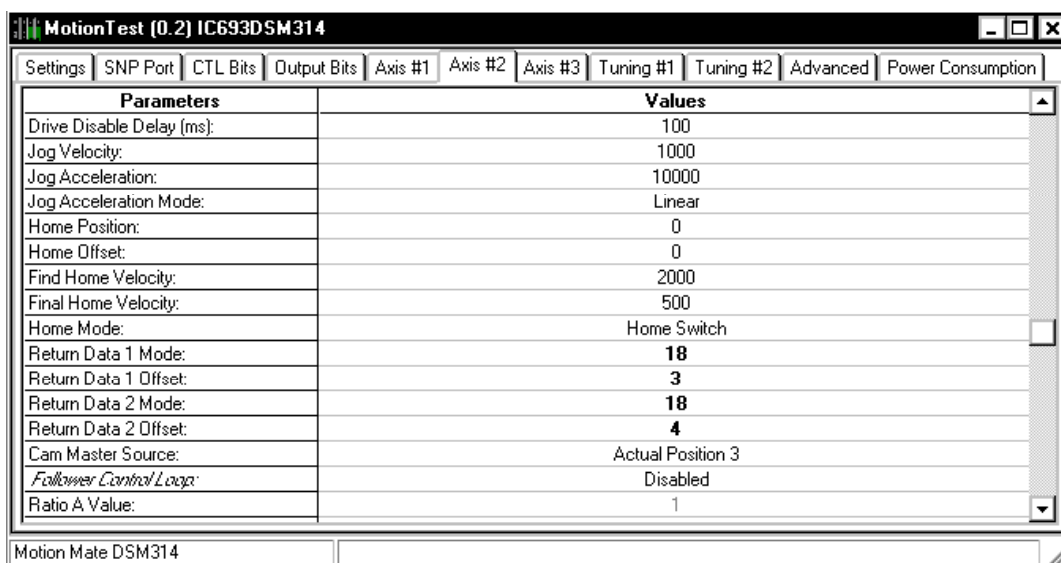 MotionTest (0.2) IC693DSM314
Settings SNP Port CTL Bits Output Bits Axis #1 Axis #2 Axis #3 Tuning #1 Tuning #2 Advanced Power Consumption
Parameters Values
Drive Disable Delay (ms): 100
Jog Velocity: 1000
Jog Acceleration: 10000
Jog Acceleration Mode: Linear
Home Position: 0
Home Offset: 0
Find Home Velocity: 2000
Final Home Velocity: 500
Home Mode: Home Switch
Return Data 1 Mode: 18
Return Data 1 Offset: 3
Return Data 2 Mode: 18
Return Data 2 Offset: 4
Cam Master Source: Actual Position 3
Follower Control Loop: Disabled
Ratio A Value: 1
Motion Mate DSM314